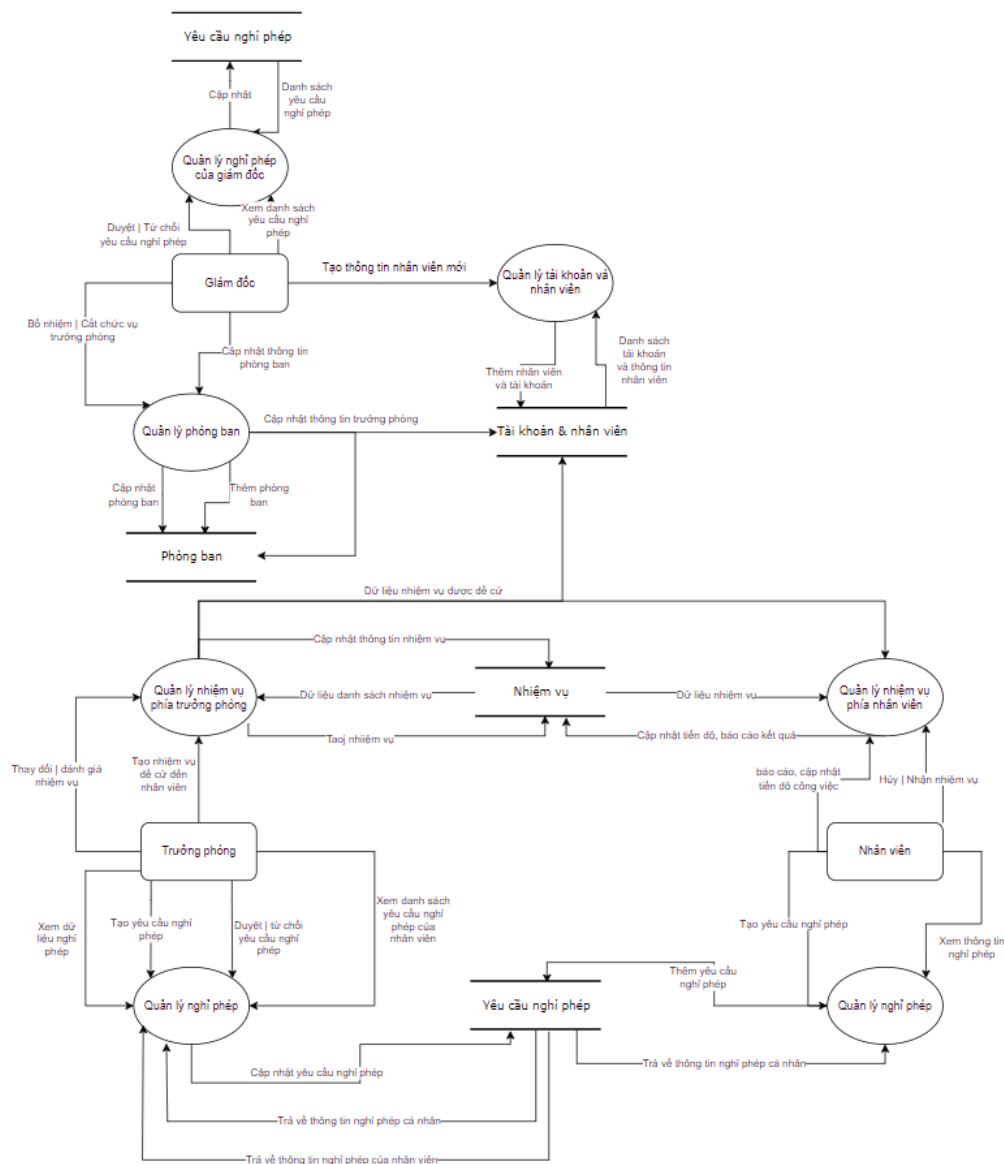 Yêu cầu nghỉ phép
Cập nhật
Danh sách
yêu cầu
nghỉ phép
Quản lý nghỉ phép
của giám đốc
Duyệt | Từ chối
yêu cầu nghỉ phép
Xem danh sách
yêu cầu nghỉ
phép
Giám đốc
Tạo thông tin nhân viên mới
Quản lý tài khoản và
nhân viên
Bổ nhiệm | Cắt chức vụ
trưởng phòng
Cập nhật thông tin
phòng ban
Thêm nhân viên
và tài khoản
Danh sách
tài khoản
và thông tin
nhân viên
Quản lý phòng ban
Cập nhật thông tin trưởng phòng
Tài khoản & nhân viên
Cập nhật
phòng ban
Thêm phòng
ban
Phòng ban
Dữ liệu nhiệm vụ được đề cử
Cập nhật thông tin nhiệm vụ
Quản lý nhiệm vụ
phía trưởng phòng
Dữ liệu danh sách nhiệm vụ
Nhiệm vụ
Dữ liệu nhiệm vụ
Quản lý nhiệm vụ
phía nhân viên
Taoj nhiiệm vụ
Cập nhật tiến độ, báo cáo kết quả
Thay đổi | đánh giá
nhiệm vụ
Tạo nhiệm vụ
đề cử đến
nhân viên
báo cáo, cập nhật
tiến độ công việc
Hủy | Nhận nhiệm vụ
Trưởng phòng
Nhân viên
Xem dữ
liệu nghỉ
phép
Tạo yêu cầu nghỉ
phép
Duyệt | từ chối
yêu cầu nghỉ
phép
Xem danh sách
yêu cầu nghỉ
phép của
nhân viên
Tạo yêu cầu nghỉ phép
Xem thông tin
nghỉ phép
Quản lý nghỉ phép
Yêu cầu nghỉ phép
Thêm yêu cầu
nghỉ phép
Quản lý nghỉ phép
Cập nhật yêu cầu nghỉ phép
Trả về thông tin nghỉ phép cá nhân
Trả về thông tin nghỉ phép cá nhân
Trả về thông tin nghỉ phép của nhân viên